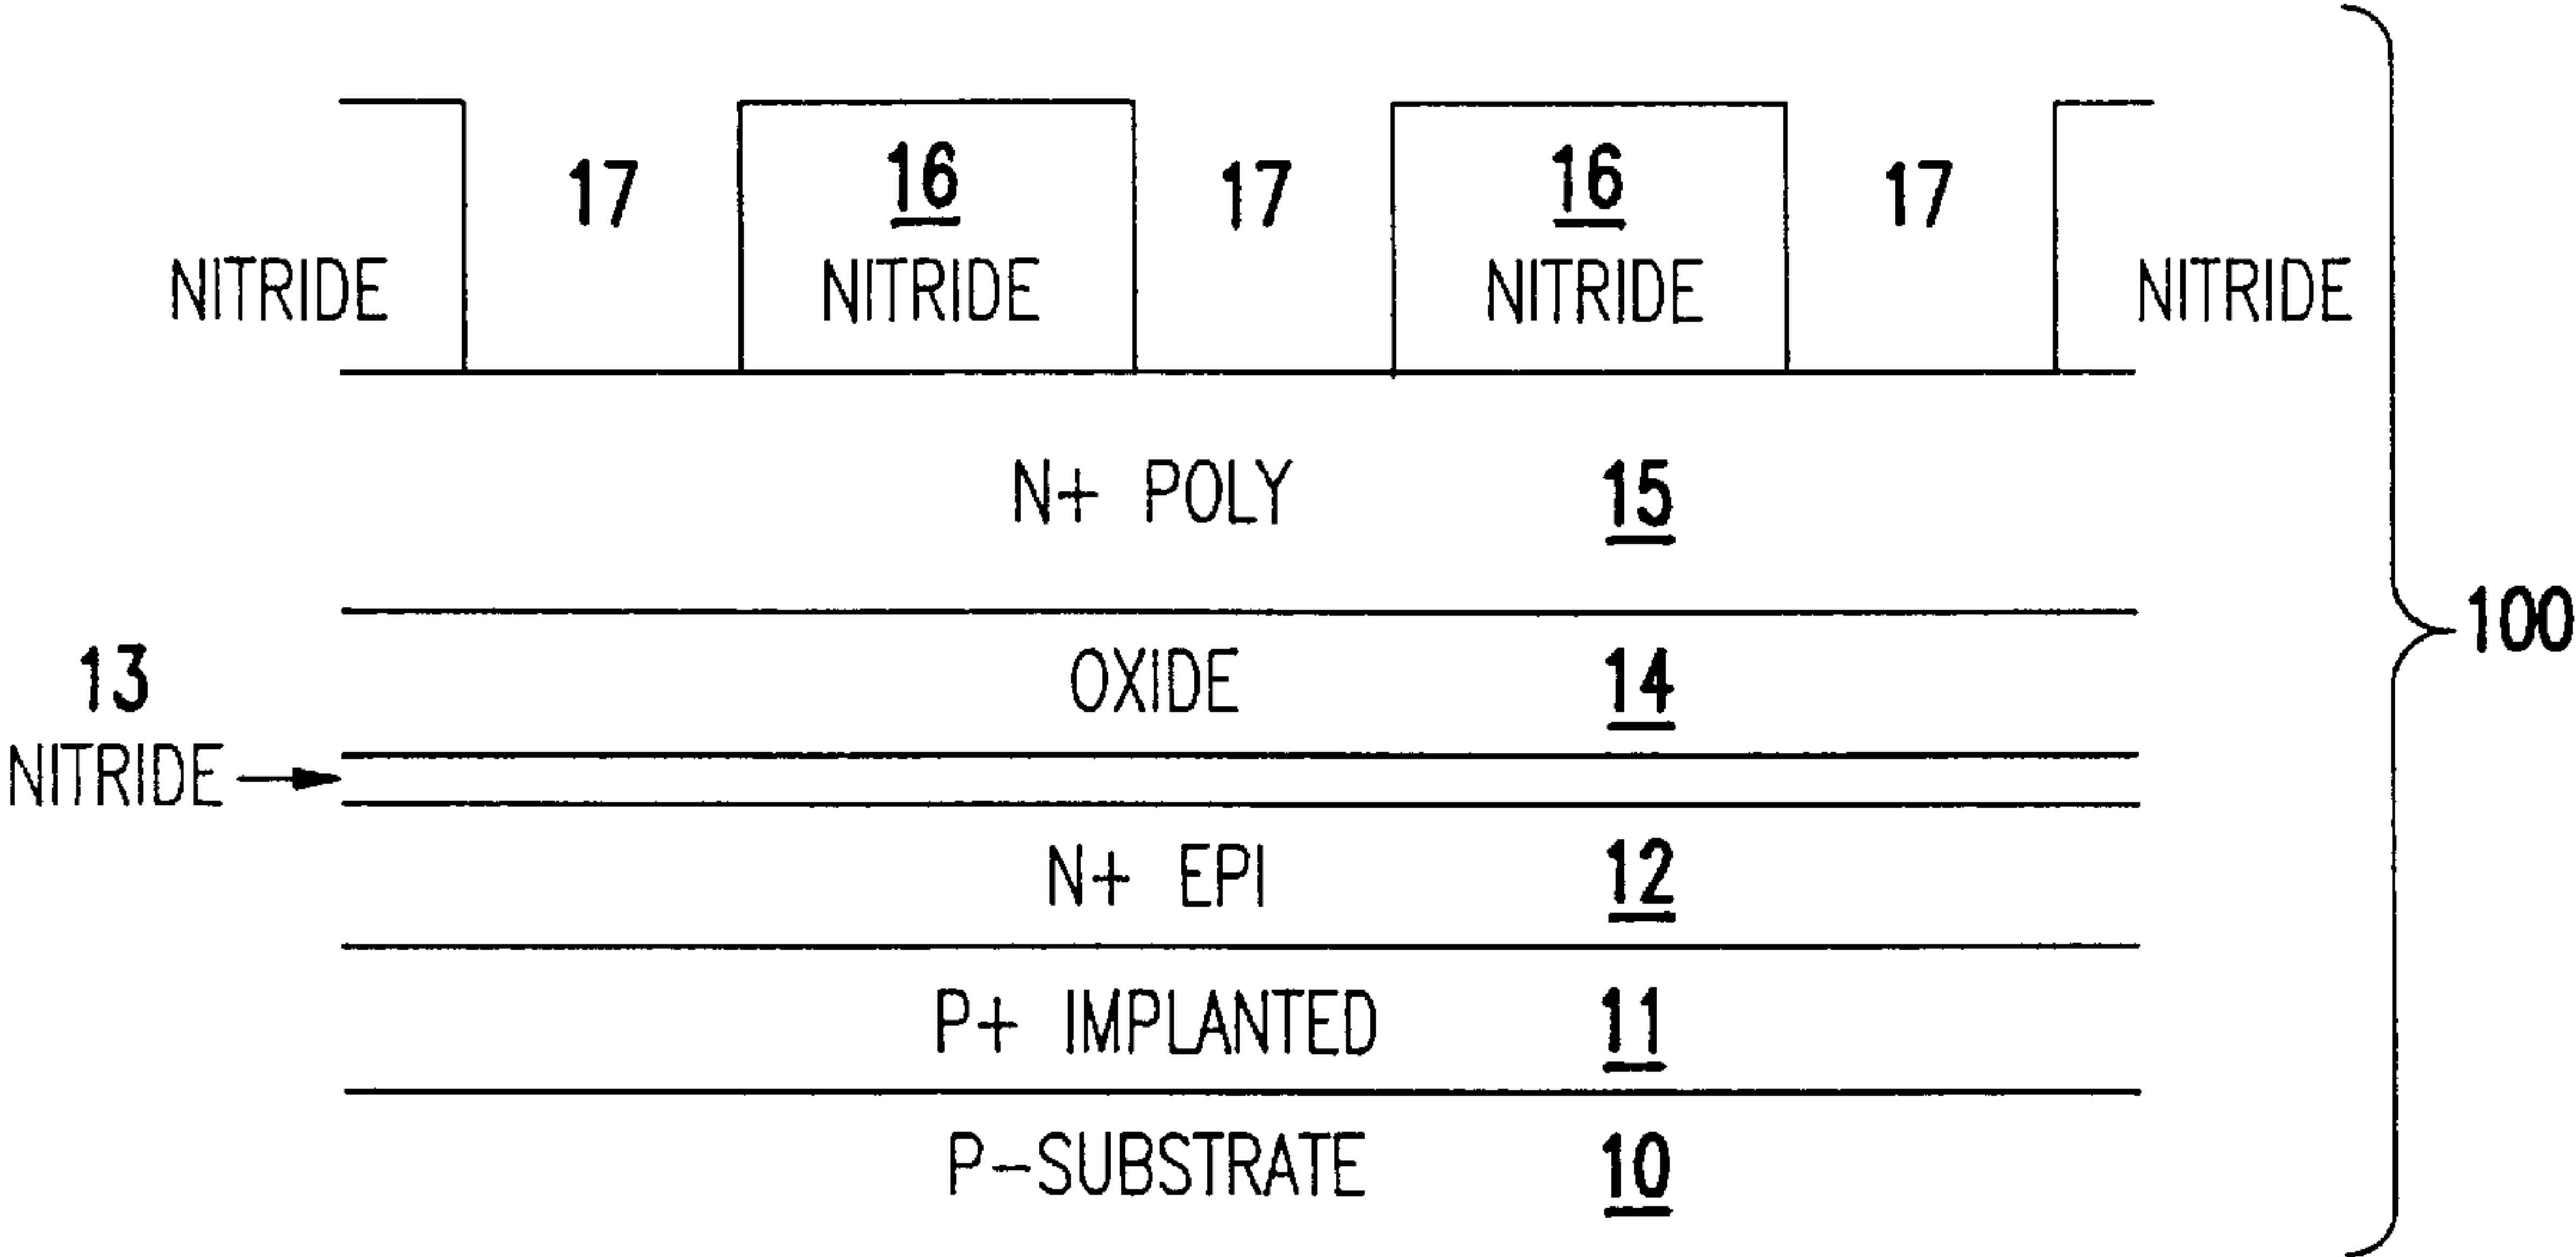 17 16 17 16 17
NITRIDE NITRIDE NITRIDE NITRIDE
N+ POLY 15
100
13
OXIDE 14
NITRIDE
N+ EPI 12
P+ IMPLANTED 11
P-SUBSTRATE 10